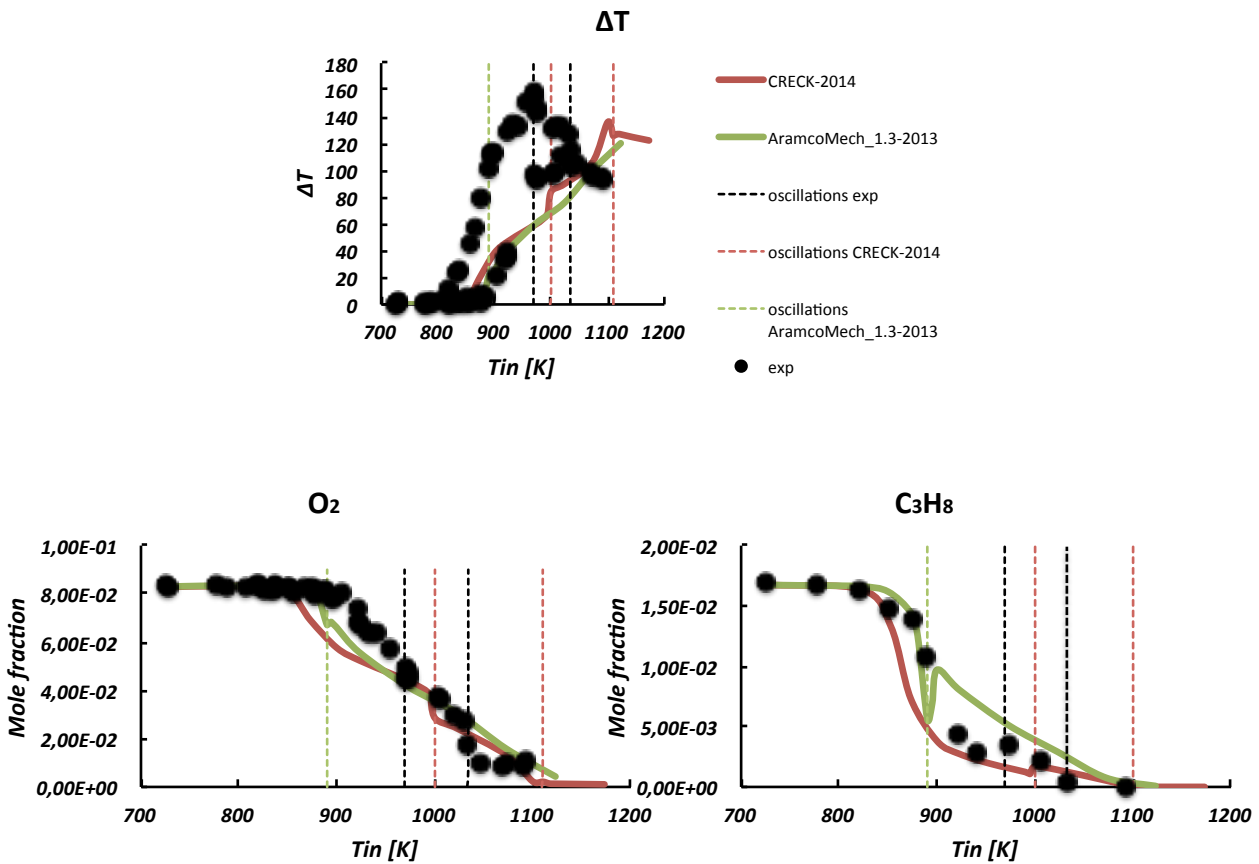 ΔT
180
160
140
120
100
80
60
40
20
0
ΔT
700 800 900 1000 1100 1200
Tin [K]
CRECK-2014
AramcoMech_1.3-2013
oscillations exp
oscillations CRECK-2014
oscillations
AramcoMech_1.3-2013
exp
O2
1,00E-01
8,00E-02
6,00E-02
4,00E-02
2,00E-02
0,00E+00
Mole fraction
700 800 900 1000 1100 1200
Tin [K]
C3H8
2,00E-02
1,50E-02
1,00E-02
5,00E-03
0,00E+00
Mole fraction
700 800 900 1000 1100 1200
Tin [K]